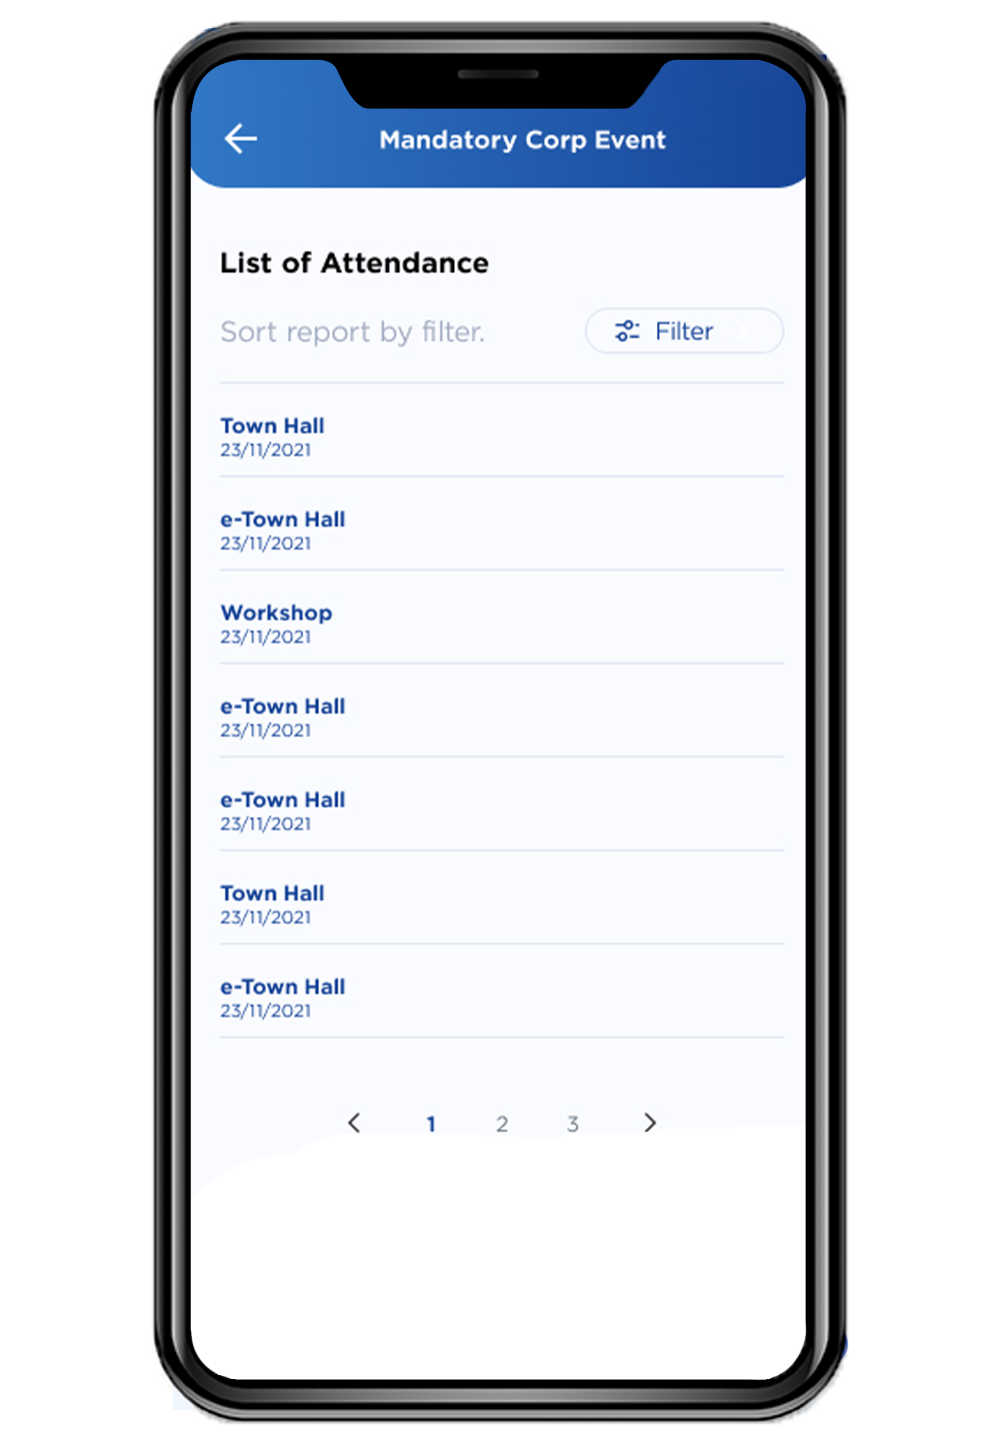 Mandatory Corp Event
List of Attendance
Sort report by filter.
Filter
Town Hall
23/11/2021
e-Town Hall
23/11/2021
Workshop
23/11/2021
e-Town Hall
23/11/2021
e-Town Hall
23/11/2021
Town Hall
23/11/2021
e-Town Hall
23/11/2021
1 2 3